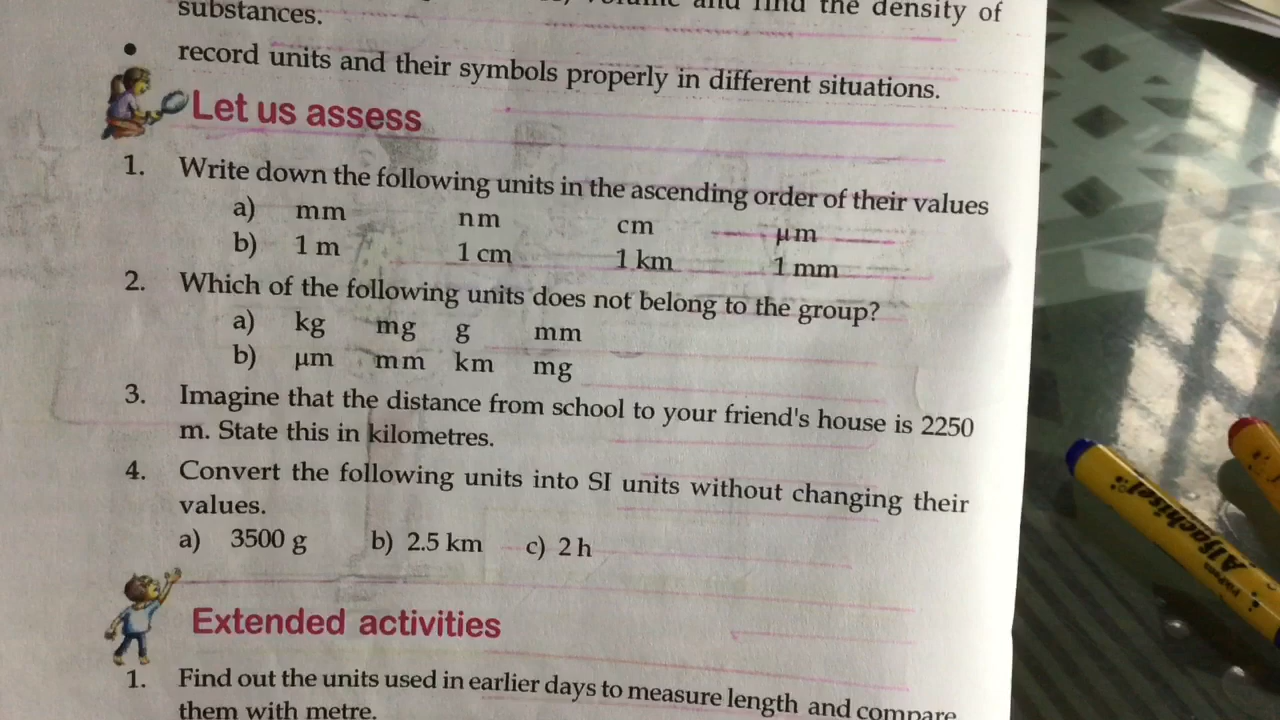 and find the density of
substances.
• record units and their symbols properly in different situations.
Let us assess
1. Write down the following units in the ascending order of their values
a) mm nm cm μm
b) 1 m 1 cm 1 km 1 mm
2. Which of the following units does not belong to the group?
a) kg mg g mm
b) μm mm km mg
3. Imagine that the distance from school to your friend's house is 2250
m. State this in kilometres.
4. Convert the following units into SI units without changing their
values.
a) 3500 g b) 2.5 km c) 2 h
Extended activities
1. Find out the units used in earlier days to measure length and compare
them with metre.